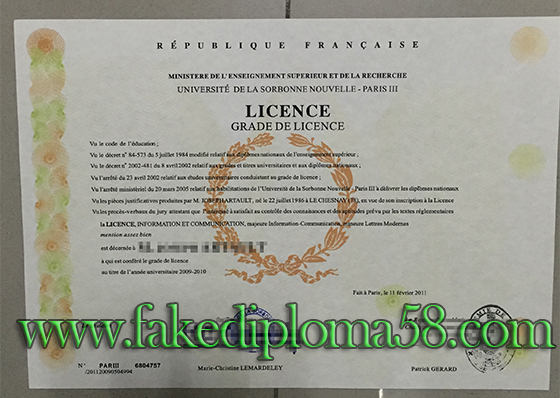 RÉPUBLIQUE FRANÇAISE
MINISTERE DE L'ENSEIGNEMENT SUPERIEUR ET DE LA RECHERCHE
UNIVERSITÉ DE LA SORBONNE NOUVELLE - PARIS III
LICENCE
GRADE DE LICENCE
Vu le code de l'éducation ;
Vu le décret n° 84-573 du 5 juillet 1984 modifié relatif aux diplômes nationaux de l'enseignement supérieur ;
Vu le décret n° 2002-481 du 8 avril 2002 relatif aux grades et titres universitaires et aux diplômes nationaux ;
Vu l'arrêté du 23 avril 2002 relatif aux études universitaires conduisant au grade de licence ;
Vu l'arrêté ministériel du 20 mars 2005 relatif aux habilitations de l'Université de la Sorbonne Nouvelle - Paris III à délivrer les diplômes nationaux
Vu les pièces justificatives produites par M. né le 22 juillet 1986 à LE CHESNAY en vue de son inscription à la Licence
Vu les procès-verbaux du jury attestant que l'intéressé a satisfait au contrôle des connaissances et des aptitudes prévu par les textes réglementaires
la LICENCE, INFORMATION ET COMMUNICATION, majeure Information-Communication, mineure Lettres Modernes
mention assez bien
est décernée à
à qui est conféré le grade de licence
au titre de l'année universitaire 2009-2010
Fait à Paris, le 11 février 2011
www.fakediploma58.com
N° PARIII 6804757
/201120090504994
Marie-Christine LEMARDELEY
Patrick GERARD